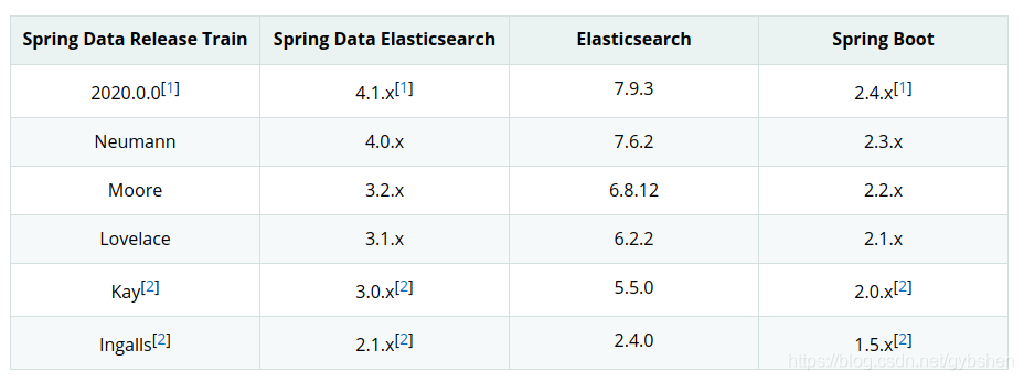 Spring Data Release Train Spring Data Elasticsearch Elasticsearch Spring Boot
2020.0.0[1] 4.1.x[1] 7.9.3 2.4.x[1]
Neumann 4.0.x 7.6.2 2.3.x
Moore 3.2.x 6.8.12 2.2.x
Lovelace 3.1.x 6.2.2 2.1.x
Kay[2] 3.0.x[2] 5.5.0 2.0.x[2]
Ingalls[2] 2.1.x[2] 2.4.0 1.5.x[2]
https://blog.csdn.net/gybshen